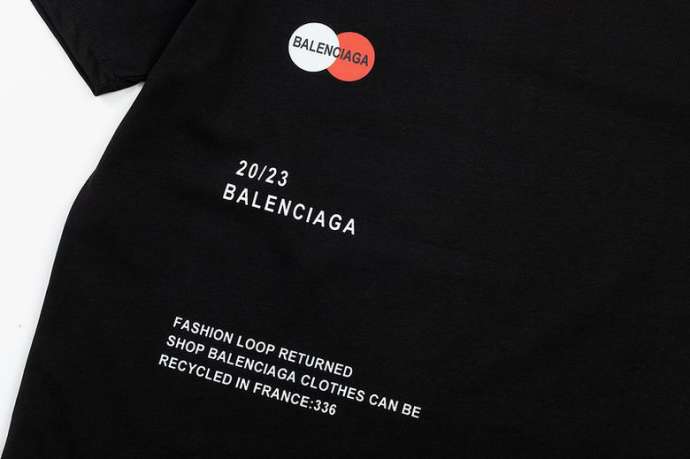 BALENCIAGA
20/23
BALENCIAGA
FASHION LOOP RETURNED
SHOP BALENCIAGA CLOTHES CAN BE
RECYCLED IN FRANCE:336